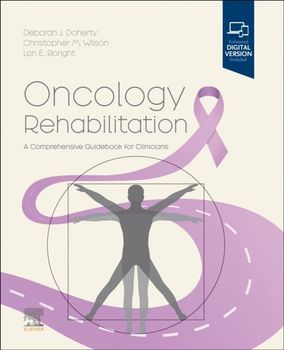 Deborah J. Doherty
Christopher M. Wilson
Lori E. Boright
Enhanced
DIGITAL
VERSION
Included
Oncology
Rehabilitation
A Comprehensive Guidebook for Clinicians
ELSEVIER